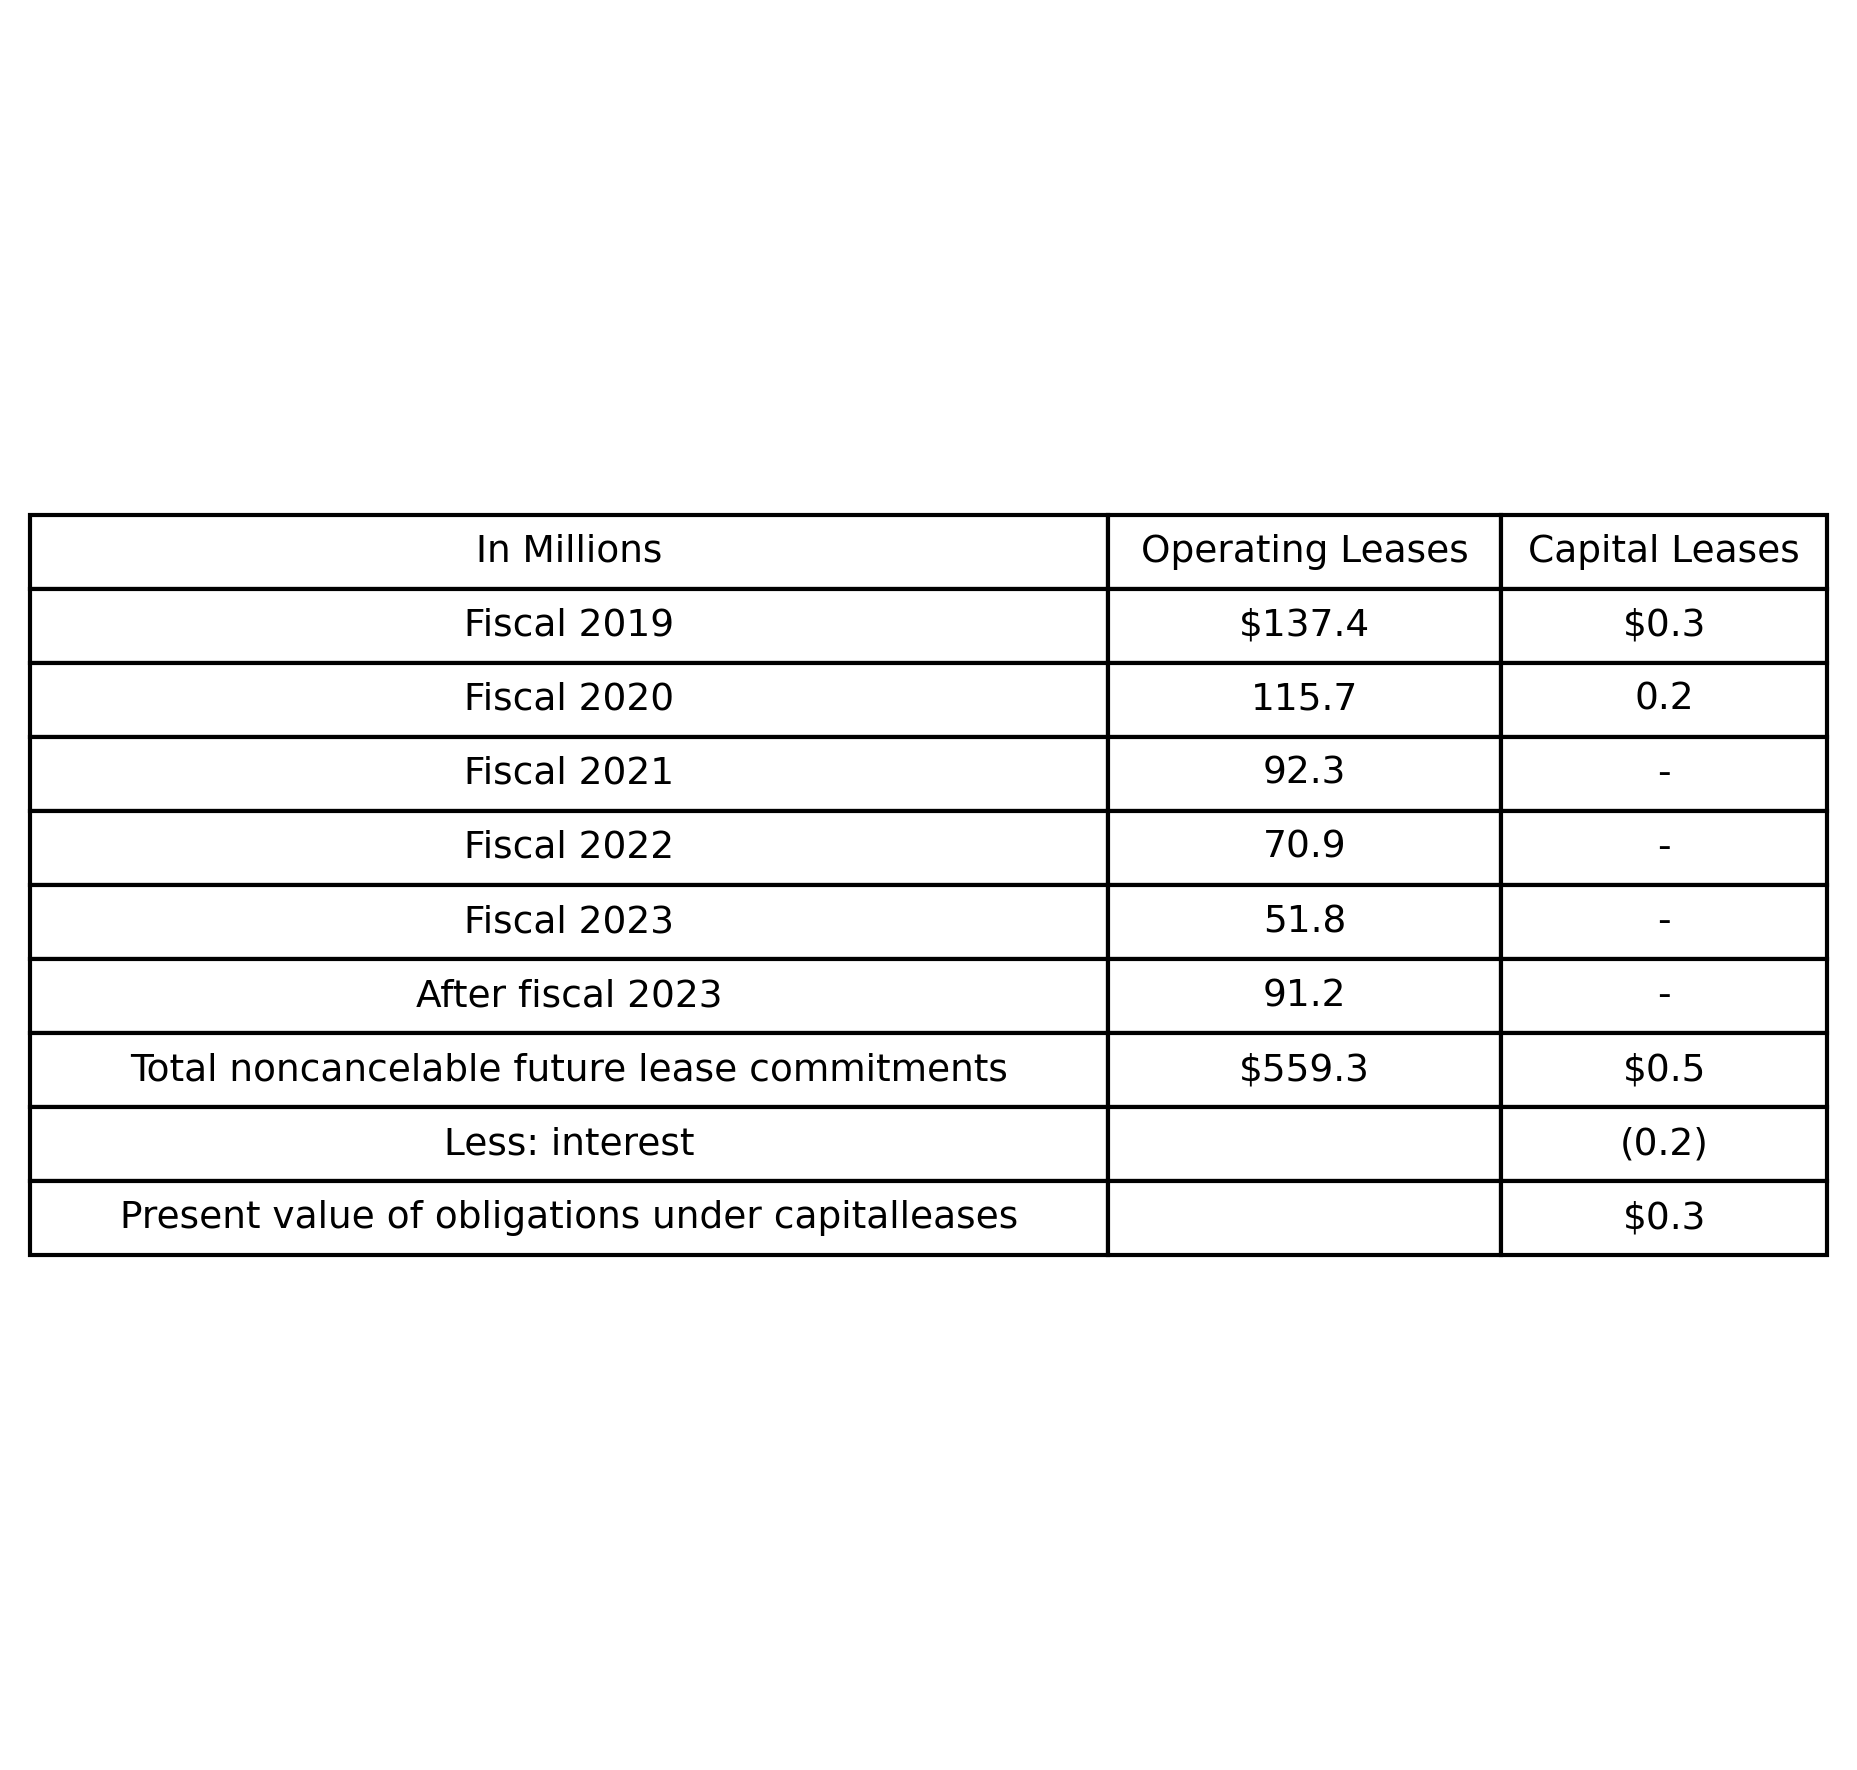 In Millions Operating Leases Capital Leases
Fiscal 2019 $137.4 $0.3
Fiscal 2020 115.7 0.2
Fiscal 2021 92.3 -
Fiscal 2022 70.9 -
Fiscal 2023 51.8 -
After fiscal 2023 91.2 -
Total noncancelable future lease commitments $559.3 $0.5
Less: interest (0.2)
Present value of obligations under capitalleases $0.3